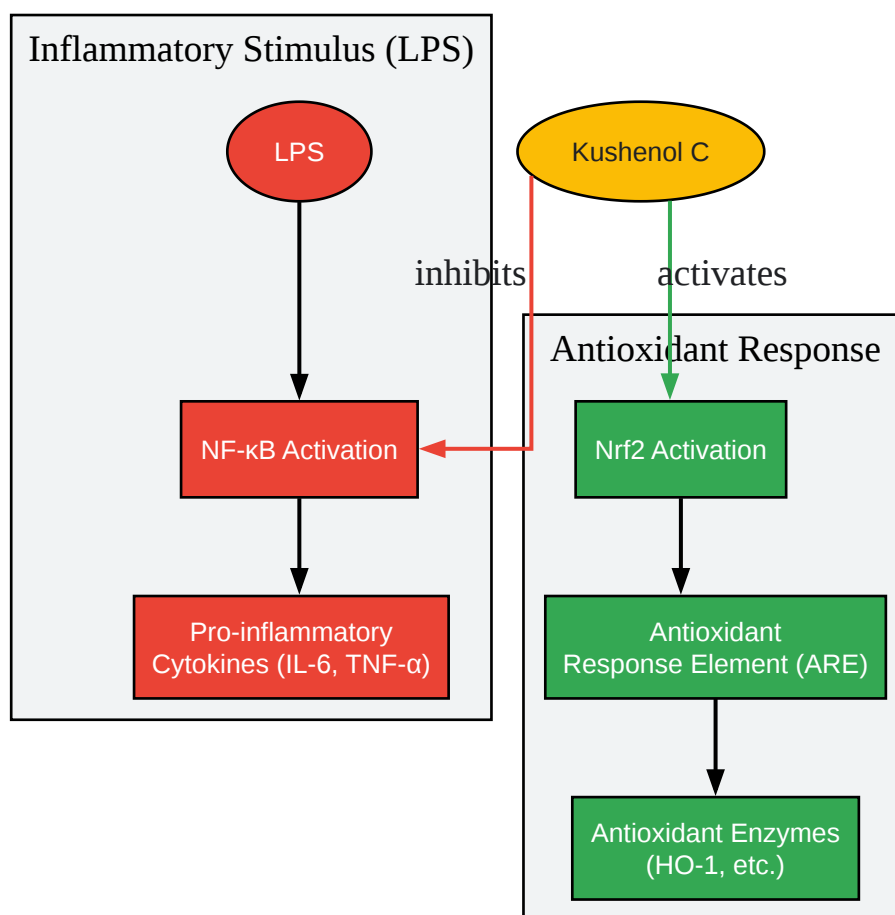 Inflammatory Stimulus (LPS)
LPS
Kushenol C
inhibits
activates
Antioxidant Response
NF-κB Activation
Nrf2 Activation
Pro-inflammatory
Cytokines (IL-6, TNF-α)
Antioxidant
Response Element (ARE)
Antioxidant Enzymes
(HO-1, etc.)